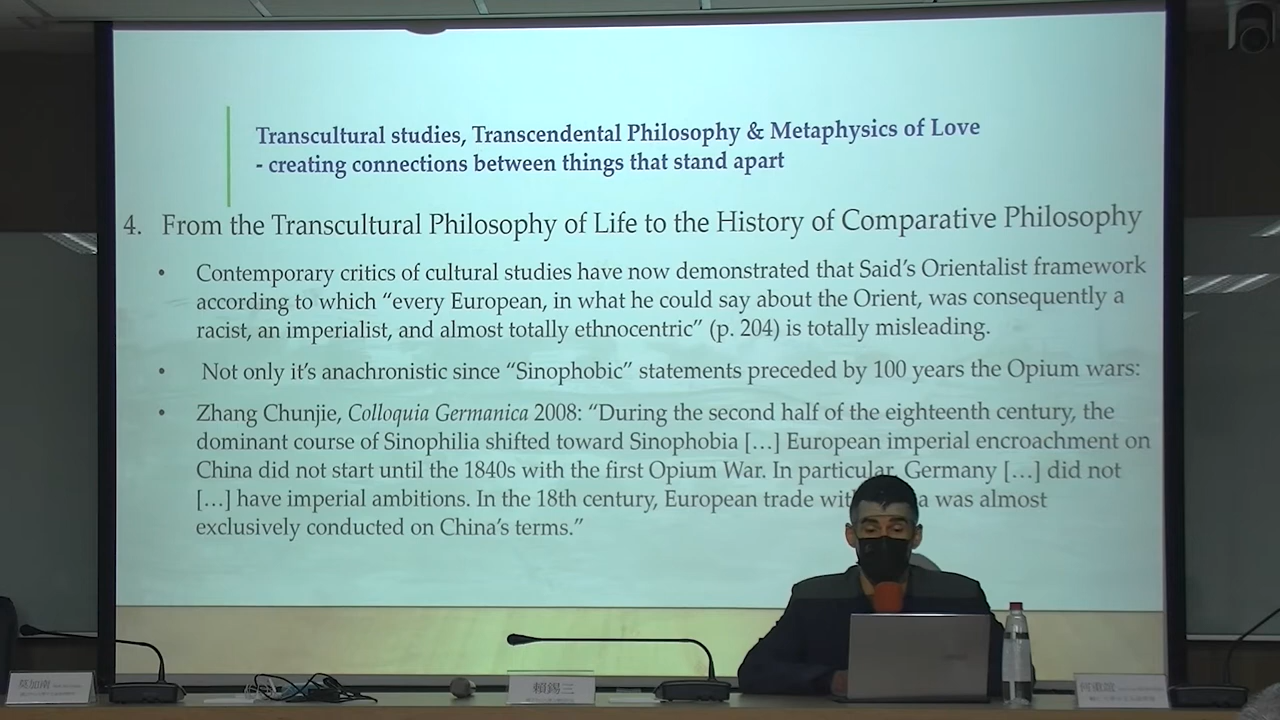 Transcultural studies, Transcendental Philosophy & Metaphysics of Love
- creating connections between things that stand apart
4. From the Transcultural Philosophy of Life to the History of Comparative Philosophy
• Contemporary critics of cultural studies have now demonstrated that Said's Orientalist framework
according to which “every European, in what he could say about the Orient, was consequently a
racist, an imperialist, and almost totally ethnocentric” (p. 204) is totally misleading.
• Not only it's anachronistic since “Sinophobic” statements preceded by 100 years the Opium wars:
• Zhang Chunjie, Colloquia Germanica 2008: “During the second half of the eighteenth century, the
dominant course of Sinophilia shifted toward Sinophobia […] European imperial encroachment on
China did not start until the 1840s with the first Opium War. In particular, Germany […] did not
[…] have imperial ambitions. In the 18th century, European trade wit a was almost
exclusively conducted on China's terms.”
莫加南
賴錫三